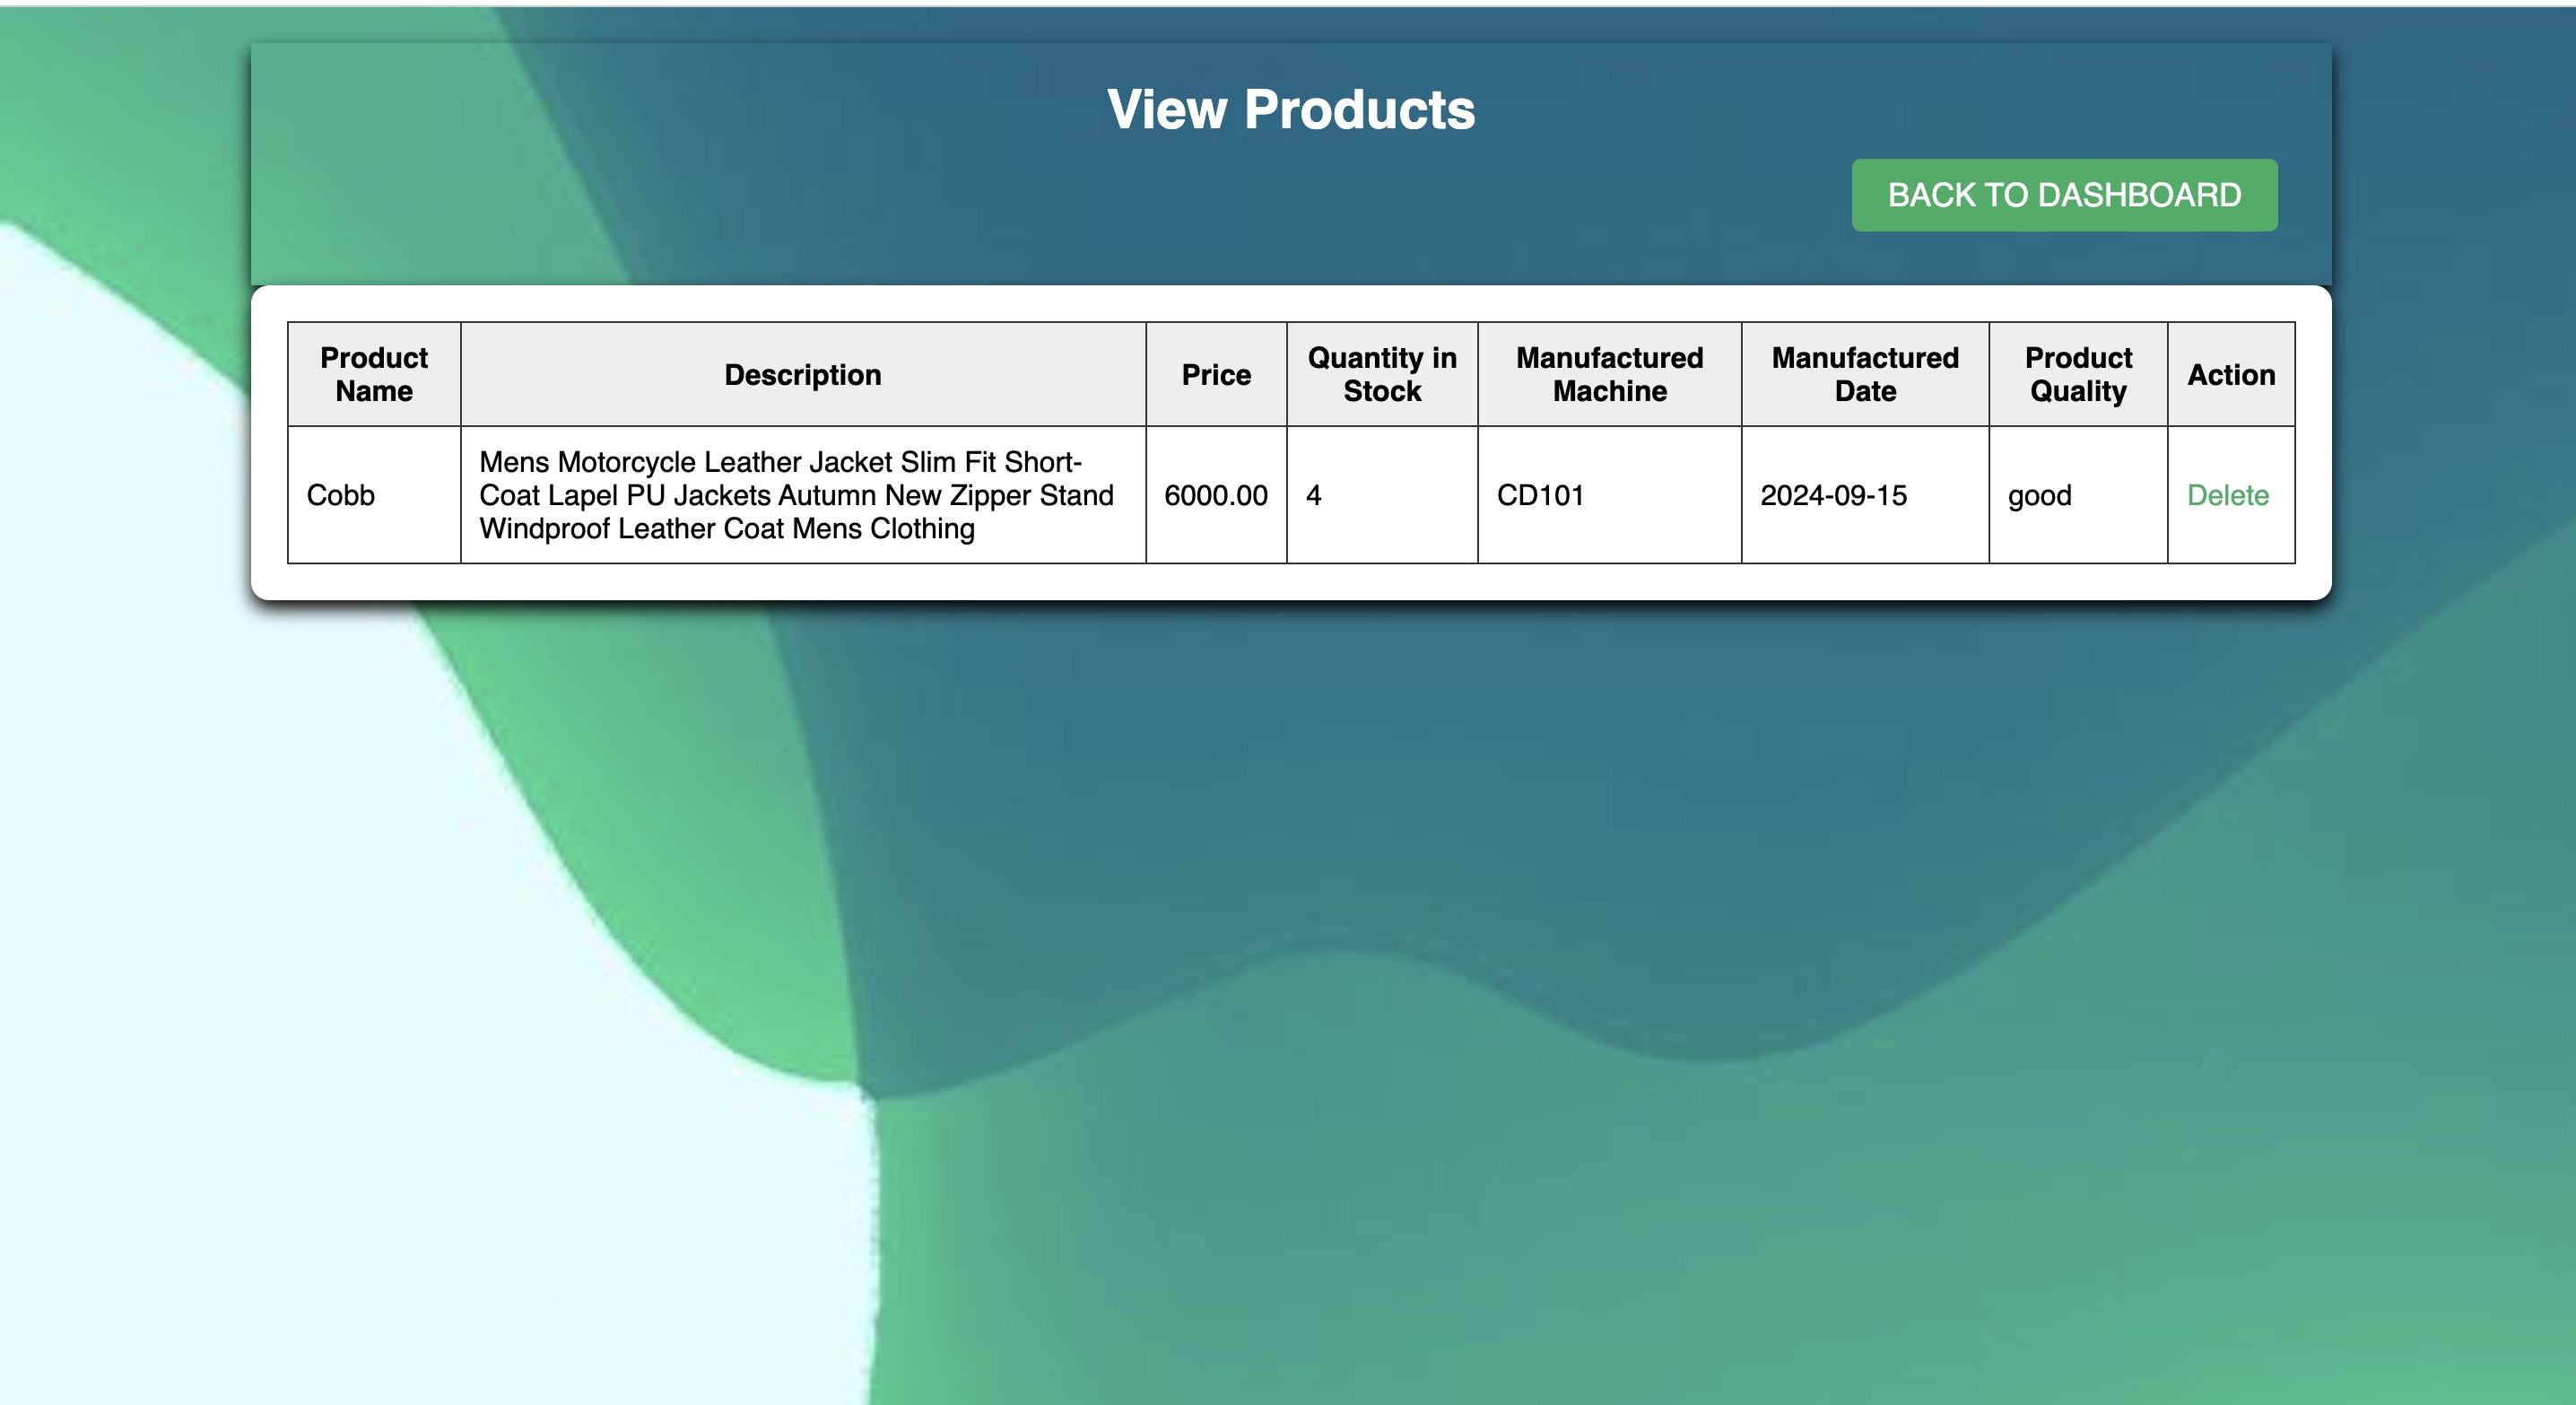 View Products
BACK TO DASHBOARD
Product
Name
Description
Price
Quantity in
Stock
Manufactured
Machine
Manufactured
Date
Product
Quality
Action
Cobb
Mens Motorcycle Leather Jacket Slim Fit Short-
Coat Lapel PU Jackets Autumn New Zipper Stand
Windproof Leather Coat Mens Clothing
6000.00
4
CD101
2024-09-15
good
Delete